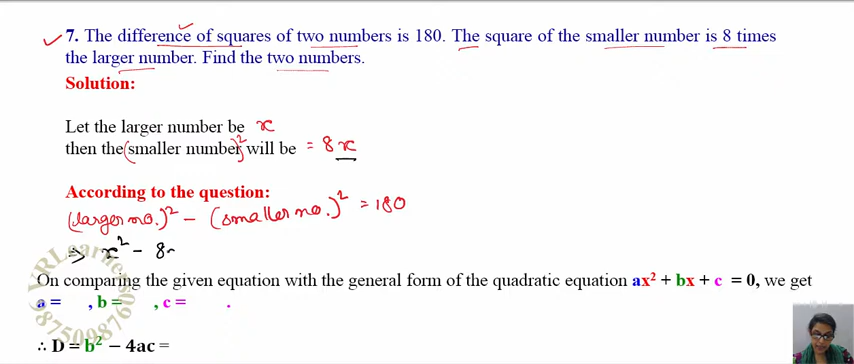 7. The difference of squares of two numbers is 180. The square of the smaller number is 8 times
the larger number. Find the two numbers.
Solution:
Let the larger number be x
then the (smaller number)² will be = 8x
According to the question:
(larger no.)² - (smaller no.)² = 180
⇒ x² - 8
On comparing the given equation with the general form of the quadratic equation ax² + bx + c = 0, we get
a = , b = , c = .
∴ D = b² − 4ac =